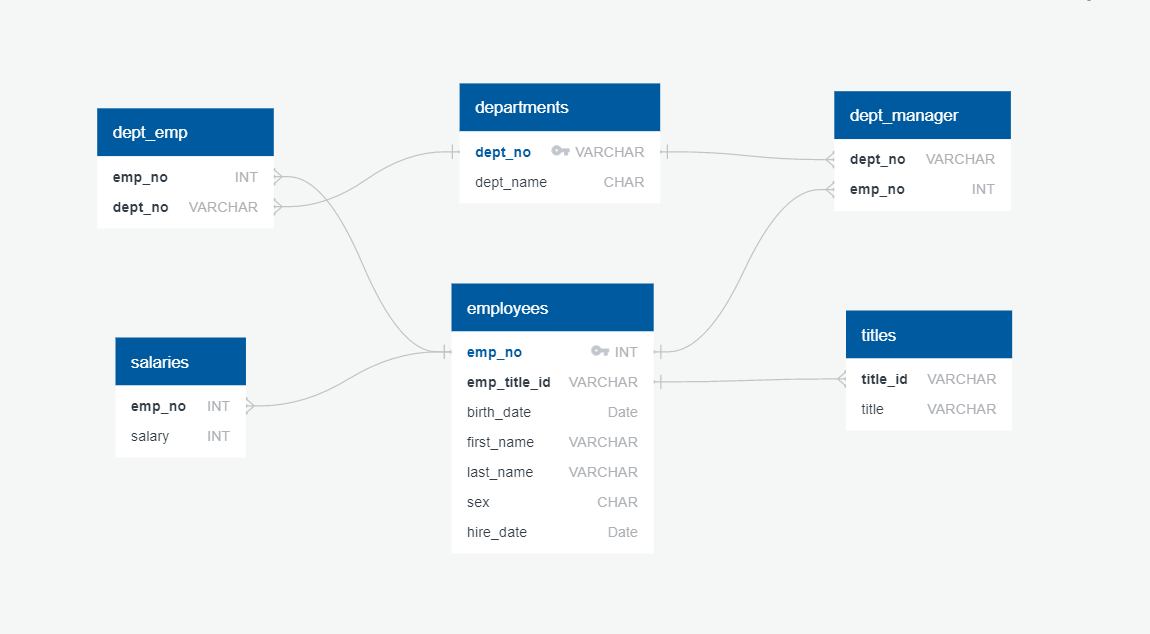 dept_emp
emp_no INT
dept_no VARCHAR
departments
dept_no VARCHAR
dept_name CHAR
dept_manager
dept_no VARCHAR
emp_no INT
salaries
emp_no INT
salary INT
employees
emp_no INT
emp_title_id VARCHAR
birth_date Date
first_name VARCHAR
last_name VARCHAR
sex CHAR
hire_date Date
titles
title_id VARCHAR
title VARCHAR